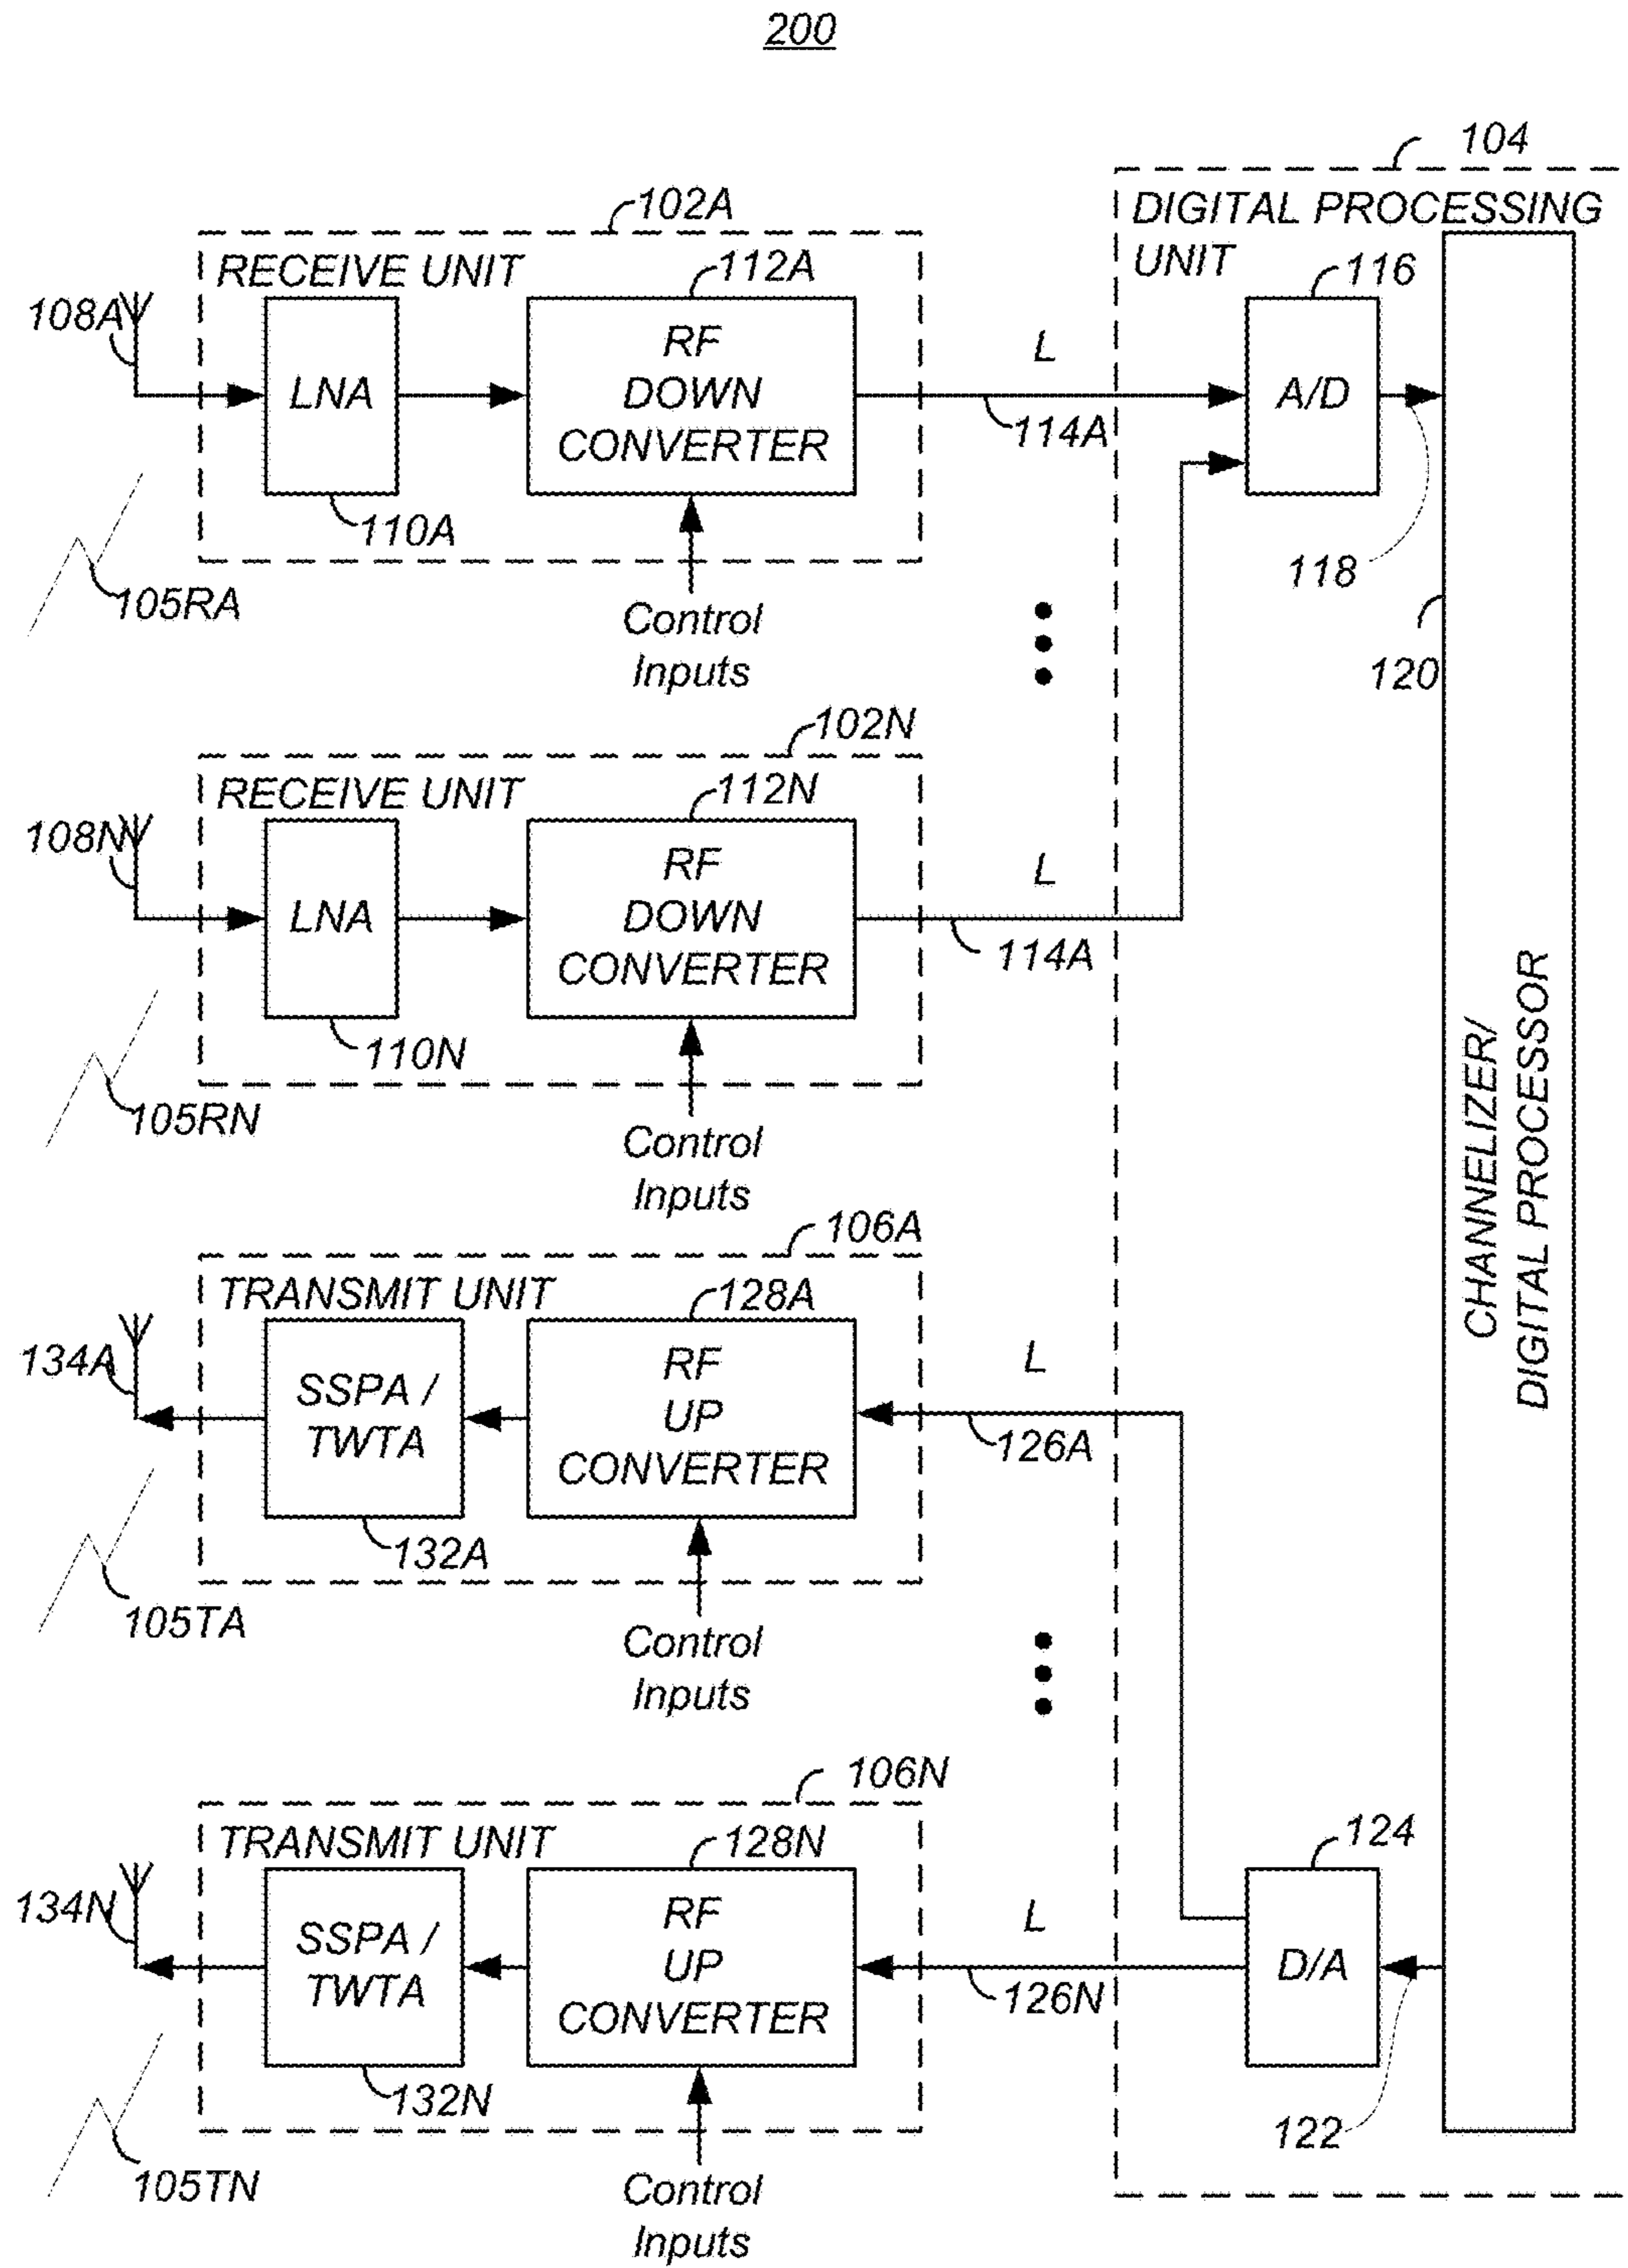 200
104
DIGITAL PROCESSING
UNIT
102A
RECEIVE UNIT
112A
116
108A
LNA
RF
DOWN
CONVERTER
L
114A
A/D
110A
118
105RA
Control
Inputs
120
102N
RECEIVE UNIT
112N
108N
LNA
RF
DOWN
CONVERTER
L
114A
110N
105RN
Control
Inputs
CHANNELIZER/
DIGITAL PROCESSOR
106A
TRANSMIT UNIT
128A
134A
SSPA /
TWTA
RF
UP
CONVERTER
L
126A
132A
105TA
Control
Inputs
106N
TRANSMIT UNIT
128N
124
134N
SSPA /
TWTA
RF
UP
CONVERTER
L
126N
D/A
132N
122
105TN
Control
Inputs